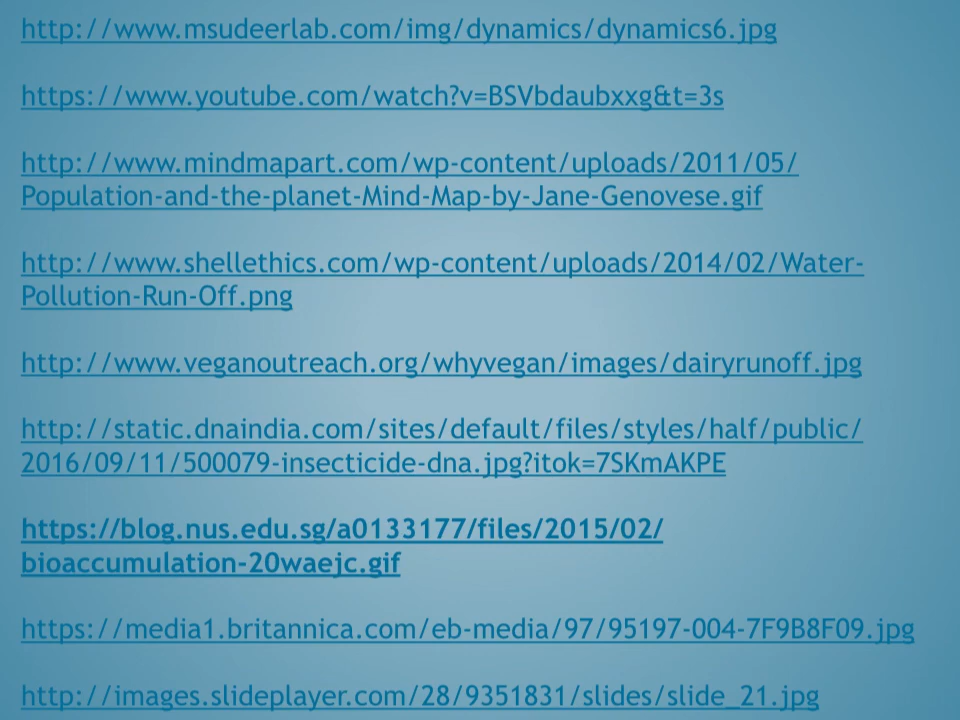 http://www.msudeerlab.com/img/dynamics/dynamics6.jpg
https://www.youtube.com/watch?v=BSVbdaubxxg&t=3s
http://www.mindmapart.com/wp-content/uploads/2011/05/
Population-and-the-planet-Mind-Map-by-Jane-Genovese.gif
http://www.shellethics.com/wp-content/uploads/2014/02/Water-
Pollution-Run-Off.png
http://www.veganoutreach.org/whyvegan/images/dairyrunoff.jpg
http://static.dnaindia.com/sites/default/files/styles/half/public/
2016/09/11/500079-insecticide-dna.jpg?itok=7SKmAKPE
https://blog.nus.edu.sg/a0133177/files/2015/02/
bioaccumulation-20waejc.gif
https://media1.britannica.com/eb-media/97/95197-004-7F9B8F09.jpg
http://images.slideplayer.com/28/9351831/slides/slide_21.jpg